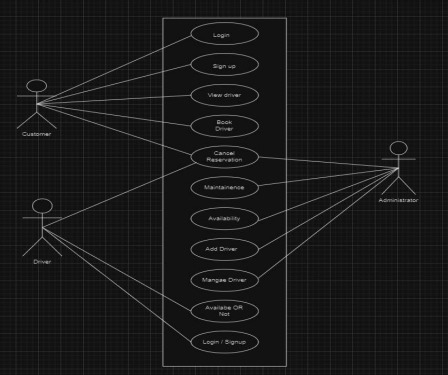 Login
Sign up
View driver
Book
Driver
Cancel
Reservation
Customer
Maintainence
Administrator
Availability
Add Driver
Driver
Mangae Driver
Availabe OR
Not
Login / Signup